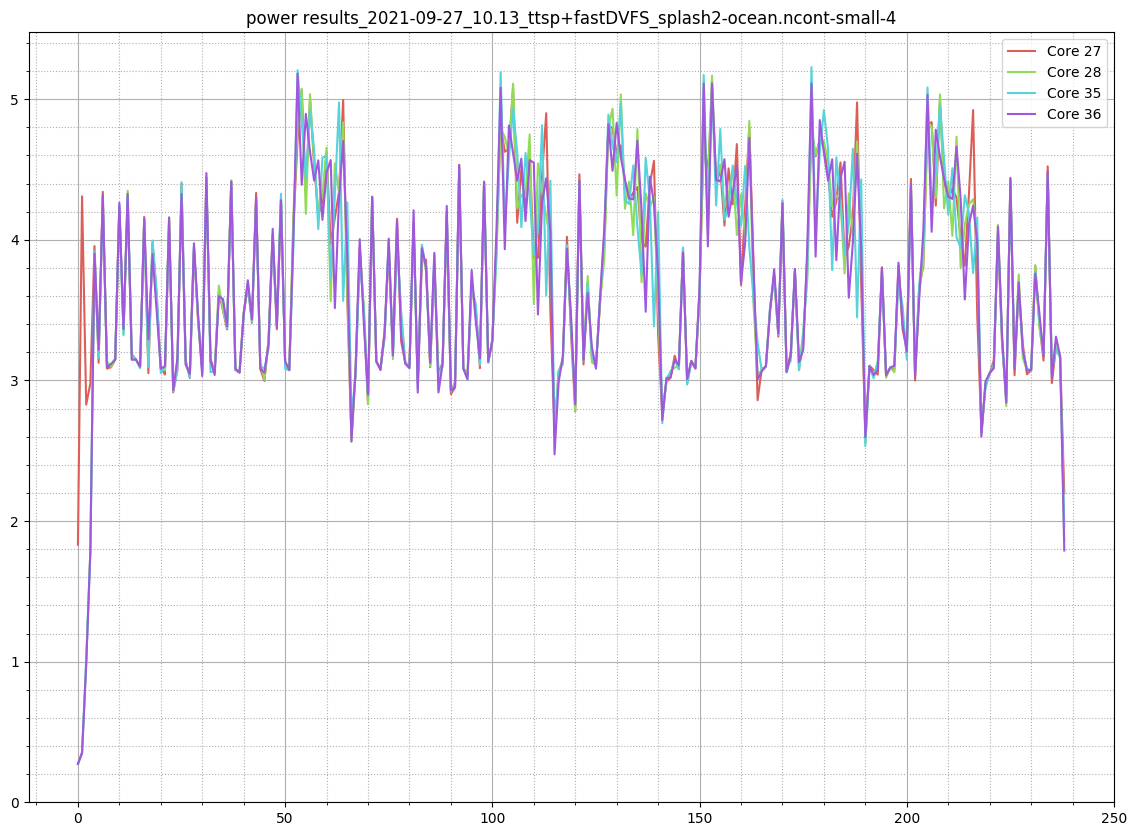 power results_2021-09-27_10.13_ttsp+fastDVFS_splash2-ocean.ncont-small-4
Core 27
Core 28
Core 35
Core 36
5
4
3
2
1
0
0 50 100 150 200 250